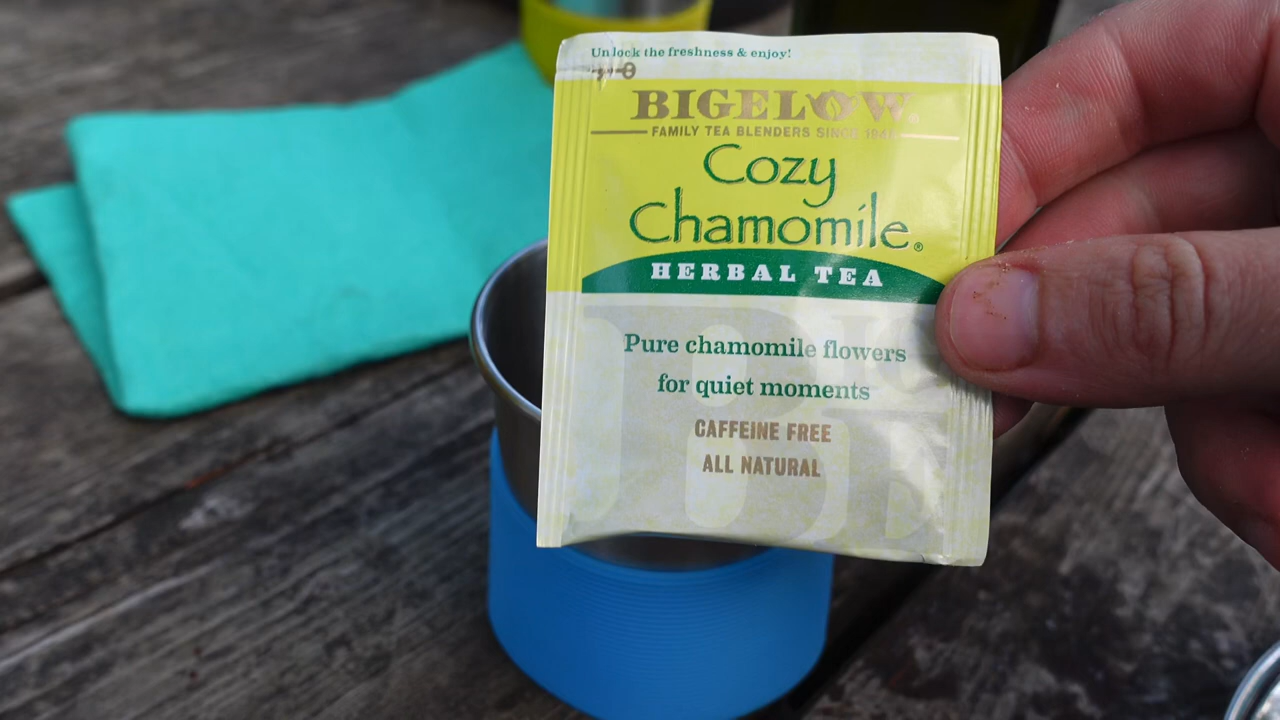 Unlock the freshness & enjoy!
BIGELOW®
FAMILY TEA BLENDERS SINCE 1945
Cozy
Chamomile®
HERBAL TEA
Pure chamomile flowers
for quiet moments
CAFFEINE FREE
ALL NATURAL